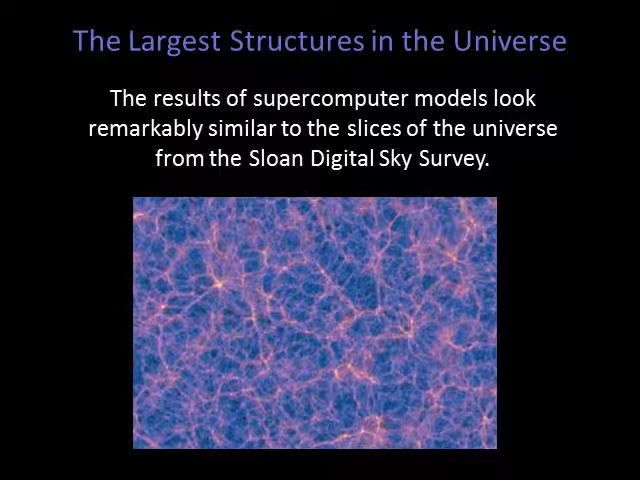 The Largest Structures in the Universe
The results of supercomputer models look
remarkably similar to the slices of the universe
from the Sloan Digital Sky Survey.